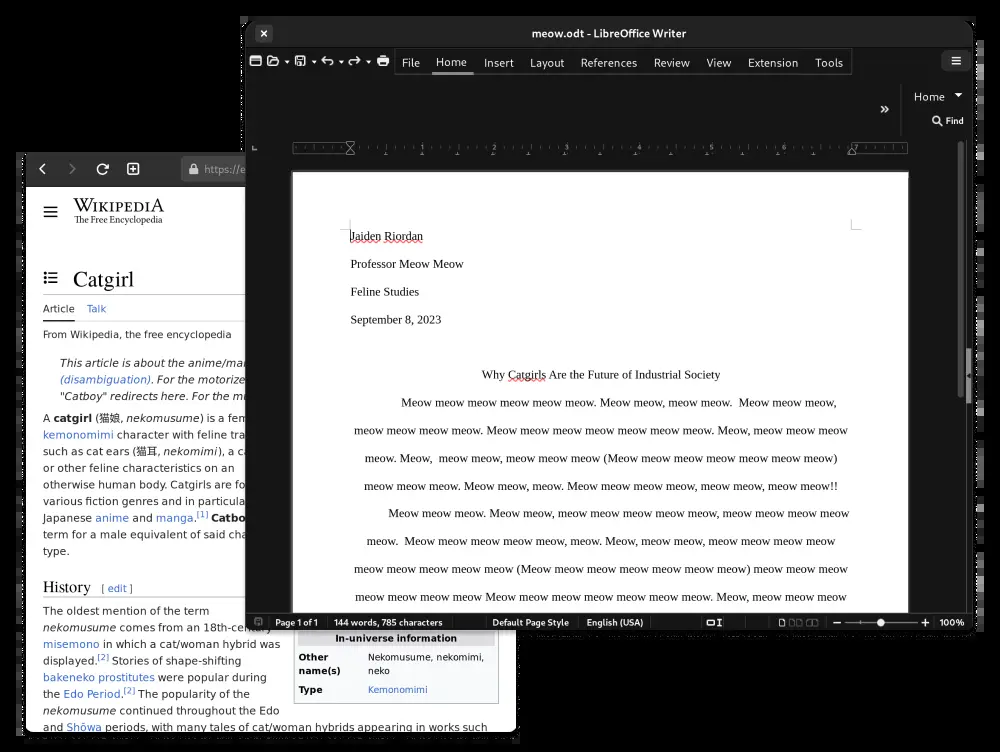 meow.odt - LibreOffice Writer
File Home Insert Layout References Review View Extension Tools
»
Home
Find
1 2 3 4 5 6 7
Jaiden Riordan
Professor Meow Meow
Feline Studies
September 8, 2023
Why Catgirls Are the Future of Industrial Society
Meow meow meow meow meow meow. Meow meow, meow meow.  Meow meow meow,
meow meow meow meow. Meow meow meow meow meow meow meow. Meow, meow meow meow
meow. Meow,  meow meow, meow meow meow (Meow meow meow meow meow meow meow)
meow meow meow. Meow meow, meow. Meow meow meow meow, meow meow, meow meow!!
Meow meow meow. Meow meow, meow meow meow meow meow, meow meow meow meow
meow.  Meow meow meow meow meow, meow. Meow, meow meow, meow meow meow meow
meow meow meow meow meow (Meow meow meow meow meow meow meow) meow meow meow
meow meow meow meow Meow meow meow meow meow meow meow. Meow, meow meow meow
Page 1 of 1 144 words, 785 characters Default Page Style English (USA) 100%
https://e
WIKIPEDIA
The Free Encyclopedia
Catgirl
Article Talk
From Wikipedia, the free encyclopedia
This article is about the anime/ma
(disambiguation). For the motorize
"Catboy" redirects here. For the m
A catgirl (猫娘, nekomusume) is a fem
kemonomimi character with feline tra
such as cat ears (猫耳, nekomimi), a c
or other feline characteristics on an
otherwise human body. Catgirls are fo
various fiction genres and in particula
Japanese anime and manga.[1] Catbo
term for a male equivalent of said cha
type.
History [ edit ]
The oldest mention of the term
nekomusume comes from an 18th-century
misemono in which a cat/woman hybrid was
displayed.[2] Stories of shape-shifting
bakeneko prostitutes were popular during
the Edo Period.[2] The popularity of the
nekomusume continued throughout the Edo
and Shōwa periods, with many tales of cat/woman hybrids appearing in works such
In-universe information
Other name(s) Nekomusume, nekomimi, neko
Type Kemonomimi